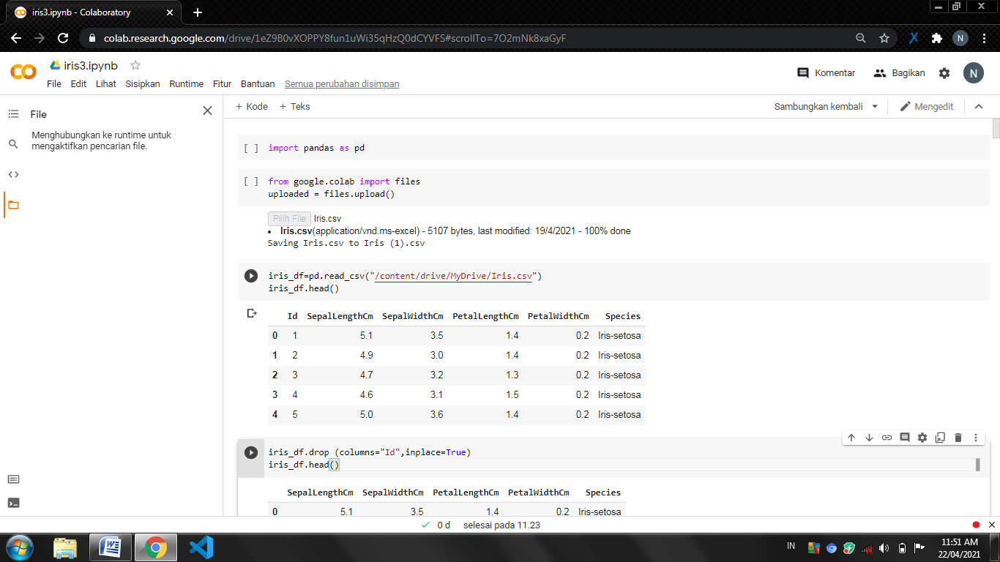 iris3.ipynb - Colaboratory
colab.research.google.com/drive/1eZ9B0vXOPPY8fun1uWi35qHzQ0dCYVFS#scrollTo=7O2mNk8xaGyF
N
iris3.ipynb
File Edit Lihat Sisipkan Runtime Fitur Bantuan Semua perubahan disimpan
Komentar Bagikan N
File
+ Kode + Teks
Sambungkan kembali Mengedit
Menghubungkan ke runtime untuk
mengaktifkan pencarian file.
[ ] import pandas as pd
[ ] from google.colab import files
uploaded = files.upload()
Pilih File Iris.csv
• Iris.csv(application/vnd.ms-excel) - 5107 bytes, last modified: 19/4/2021 - 100% done
Saving Iris.csv to Iris (1).csv
iris_df=pd.read_csv("/content/drive/MyDrive/Iris.csv")
iris_df.head()
Id SepalLengthCm SepalWidthCm PetalLengthCm PetalWidthCm Species
0 1 5.1 3.5 1.4 0.2 Iris-setosa
1 2 4.9 3.0 1.4 0.2 Iris-setosa
2 3 4.7 3.2 1.3 0.2 Iris-setosa
3 4 4.6 3.1 1.5 0.2 Iris-setosa
4 5 5.0 3.6 1.4 0.2 Iris-setosa
iris_df.drop (columns="Id",inplace=True)
iris_df.head()
SepalLengthCm SepalWidthCm PetalLengthCm PetalWidthCm Species
0 5.1 3.5 1.4 0.2 Iris-setosa
0 d selesai pada 11.23
IN
11:51 AM
22/04/2021